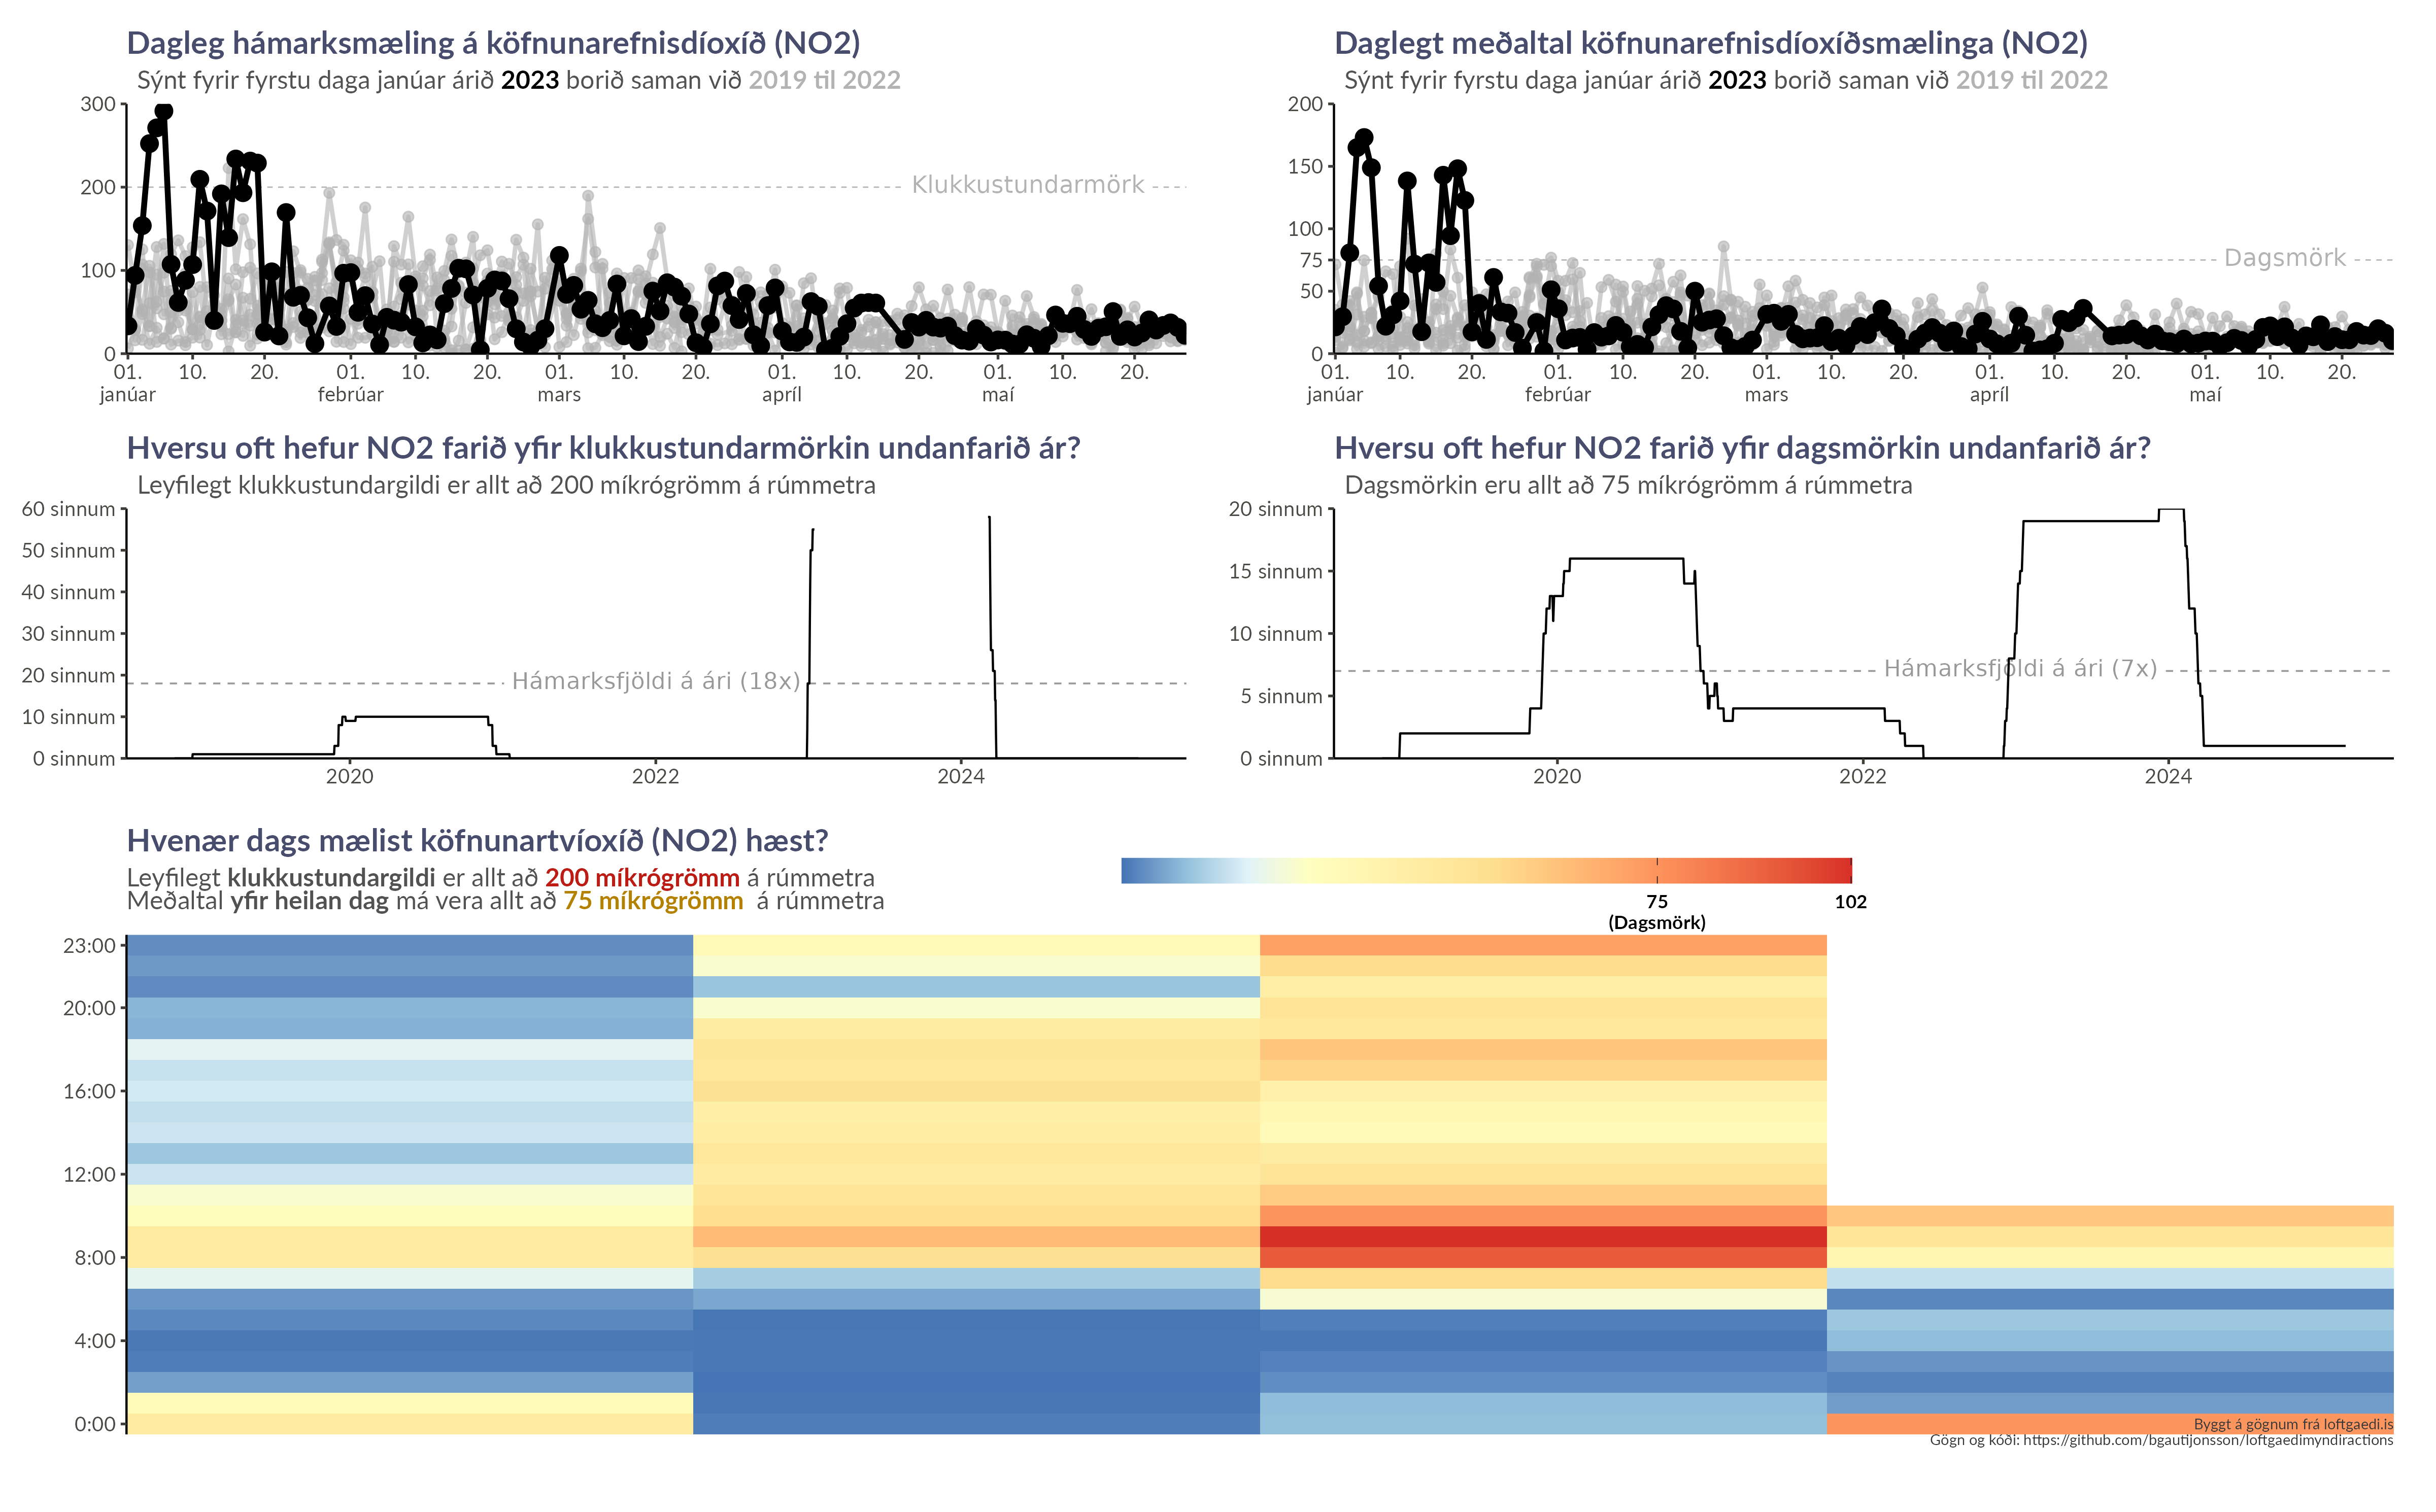 Dagleg hámarksmæling á köfnunarefnisdíoxíð (NO2)
Sýnt fyrir fyrstu daga janúar árið 2023 borið saman við 2019 til 2022
300
200
100
0
Klukkustundarmörk
01. 10. 20. 01. 10. 20. 01. 10. 20. 01. 10. 20. 01. 10. 20.
janúar febrúar mars apríl maí
Daglegt meðaltal köfnunarefnisdíoxíðsmælinga (NO2)
Sýnt fyrir fyrstu daga janúar árið 2023 borið saman við 2019 til 2022
200
150
100
75
50
0
Dagsmörk
01. 10. 20. 01. 10. 20. 01. 10. 20. 01. 10. 20. 01. 10. 20.
janúar febrúar mars apríl maí
Hversu oft hefur NO2 farið yfir klukkustundarmörkin undanfarið ár?
Leyfilegt klukkustundargildi er allt að 200 míkrógrömm á rúmmetra
60 sinnum
50 sinnum
40 sinnum
30 sinnum
20 sinnum
10 sinnum
0 sinnum
Hámarksfjöldi á ári (18x)
2020 2022 2024
Hversu oft hefur NO2 farið yfir dagsmörkin undanfarið ár?
Dagsmörkin eru allt að 75 míkrógrömm á rúmmetra
20 sinnum
15 sinnum
10 sinnum
5 sinnum
0 sinnum
Hámarksfjöldi á ári (7x)
2020 2022 2024
Hvenær dags mælist köfnunartvíoxíð (NO2) hæst?
Leyfilegt klukkustundargildi er allt að 200 míkrógrömm á rúmmetra
Meðaltal yfir heilan dag má vera allt að 75 míkrógrömm á rúmmetra
75 102
(Dagsmörk)
23:00
20:00
16:00
12:00
8:00
4:00
0:00
Byggt á gögnum frá loftgaedi.is
Gögn og kóði: https://github.com/bgautijonsson/loftgaedimyndiractions